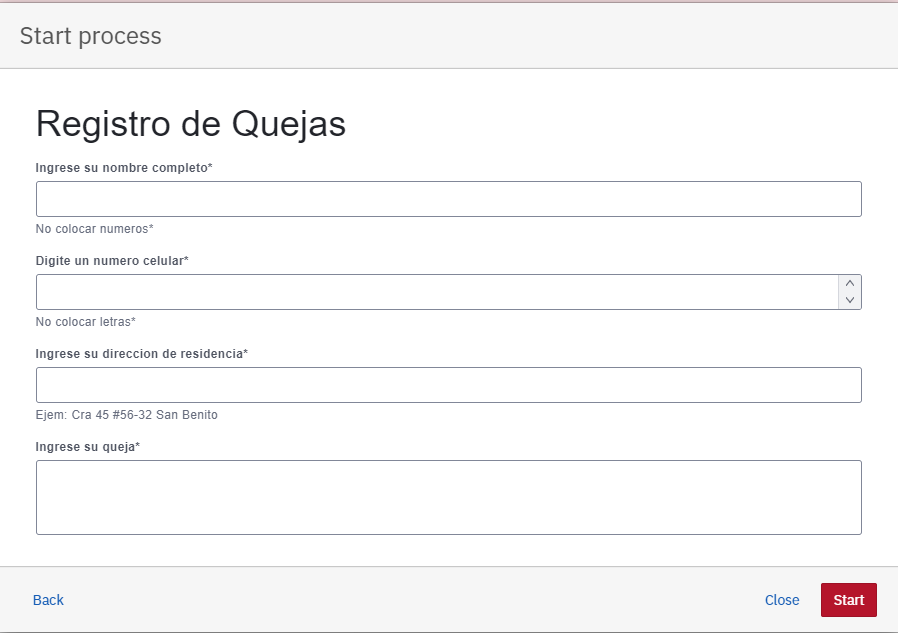 Start process
Registro de Quejas
Ingrese su nombre completo*
No colocar numeros*
Digite un numero celular*
No colocar letras*
Ingrese su direccion de residencia*
Ejem: Cra 45 #56-32 San Benito
Ingrese su queja*
Back
Close
Start